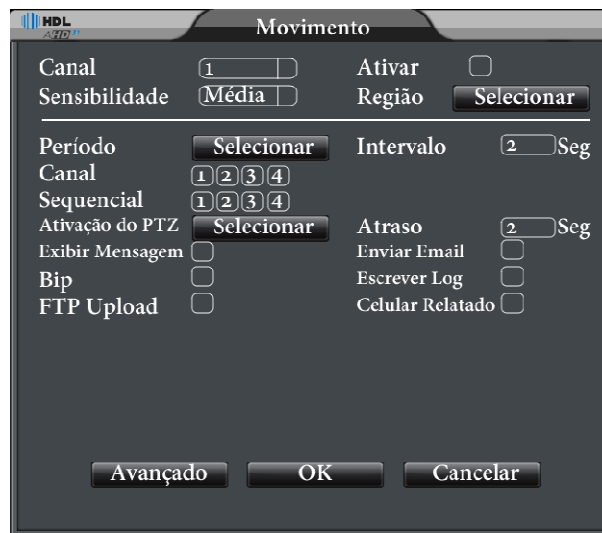 HDL
AHD
Movimento
Canal 1 Ativar
Sensibilidade Média Região Selecionar
Período Selecionar Intervalo 2 Seg
Canal 1 2 3 4
Sequencial 1 2 3 4
Ativação do PTZ Selecionar Atraso 2 Seg
Exibir Mensagem Enviar Email
Bip Escrever Log
FTP Upload Celular Relatado
Avançado OK Cancelar